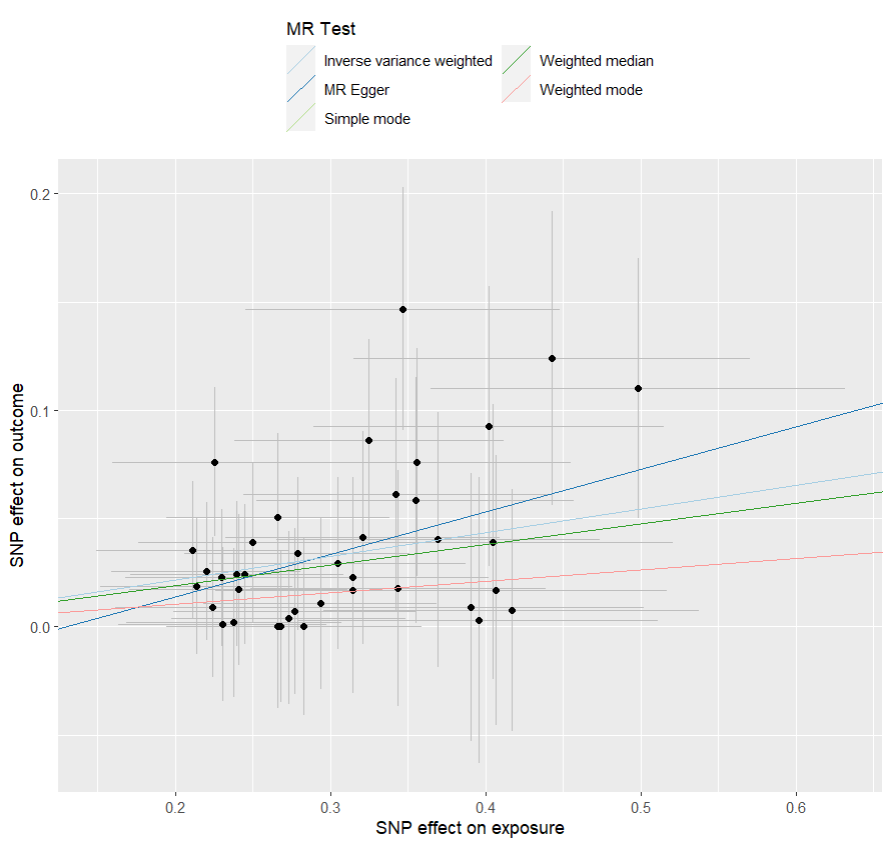 MR Test
Inverse variance weighted
Weighted median
MR Egger
Weighted mode
Simple mode
0.2
0.1
0.0
SNP effect on outcome
0.2 0.3 0.4 0.5 0.6
SNP effect on exposure